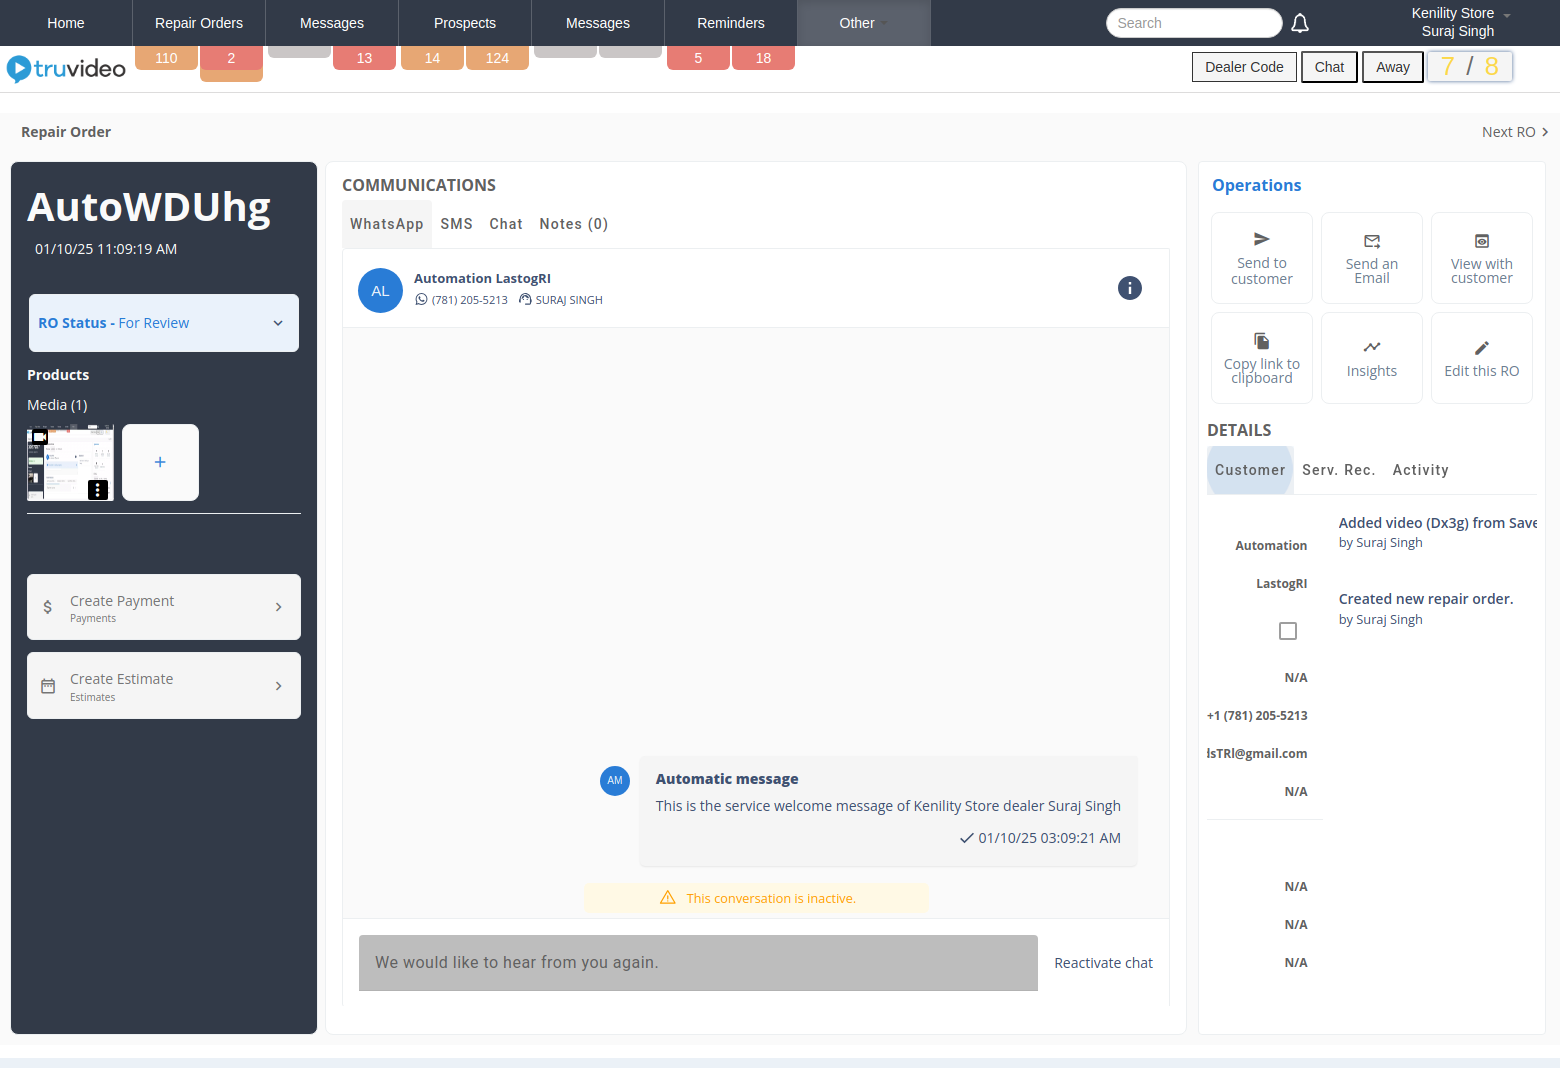 Home
Repair Orders
Messages
Prospects
Messages
Reminders
Other
Search
Kenility Store
Suraj Singh
truvideo
110
2
13
14
124
5
18
Dealer Code
Chat
Away
7 / 8
Repair Order
Next RO
AutoWDUhg
01/10/25 11:09:19 AM
RO Status - For Review
Products
Media (1)
+
Create Payment
Payments
Create Estimate
Estimates
COMMUNICATIONS
WhatsApp
SMS
Chat
Notes (0)
AL
Automation LastogRI
(781) 205-5213
SURAJ SINGH
AM
Automatic message
This is the service welcome message of Kenility Store dealer Suraj Singh
01/10/25 03:09:21 AM
This conversation is inactive.
We would like to hear from you again.
Reactivate chat
Operations
Send to
customer
Send an
Email
View with
customer
Copy link to
clipboard
Insights
Edit this RO
DETAILS
Customer
Serv. Rec.
Activity
Automation
LastogRI
N/A
+1 (781) 205-5213
sTRl@gmail.com
N/A
N/A
N/A
N/A
Added video (Dx3g) from Save
by Suraj Singh
Created new repair order.
by Suraj Singh